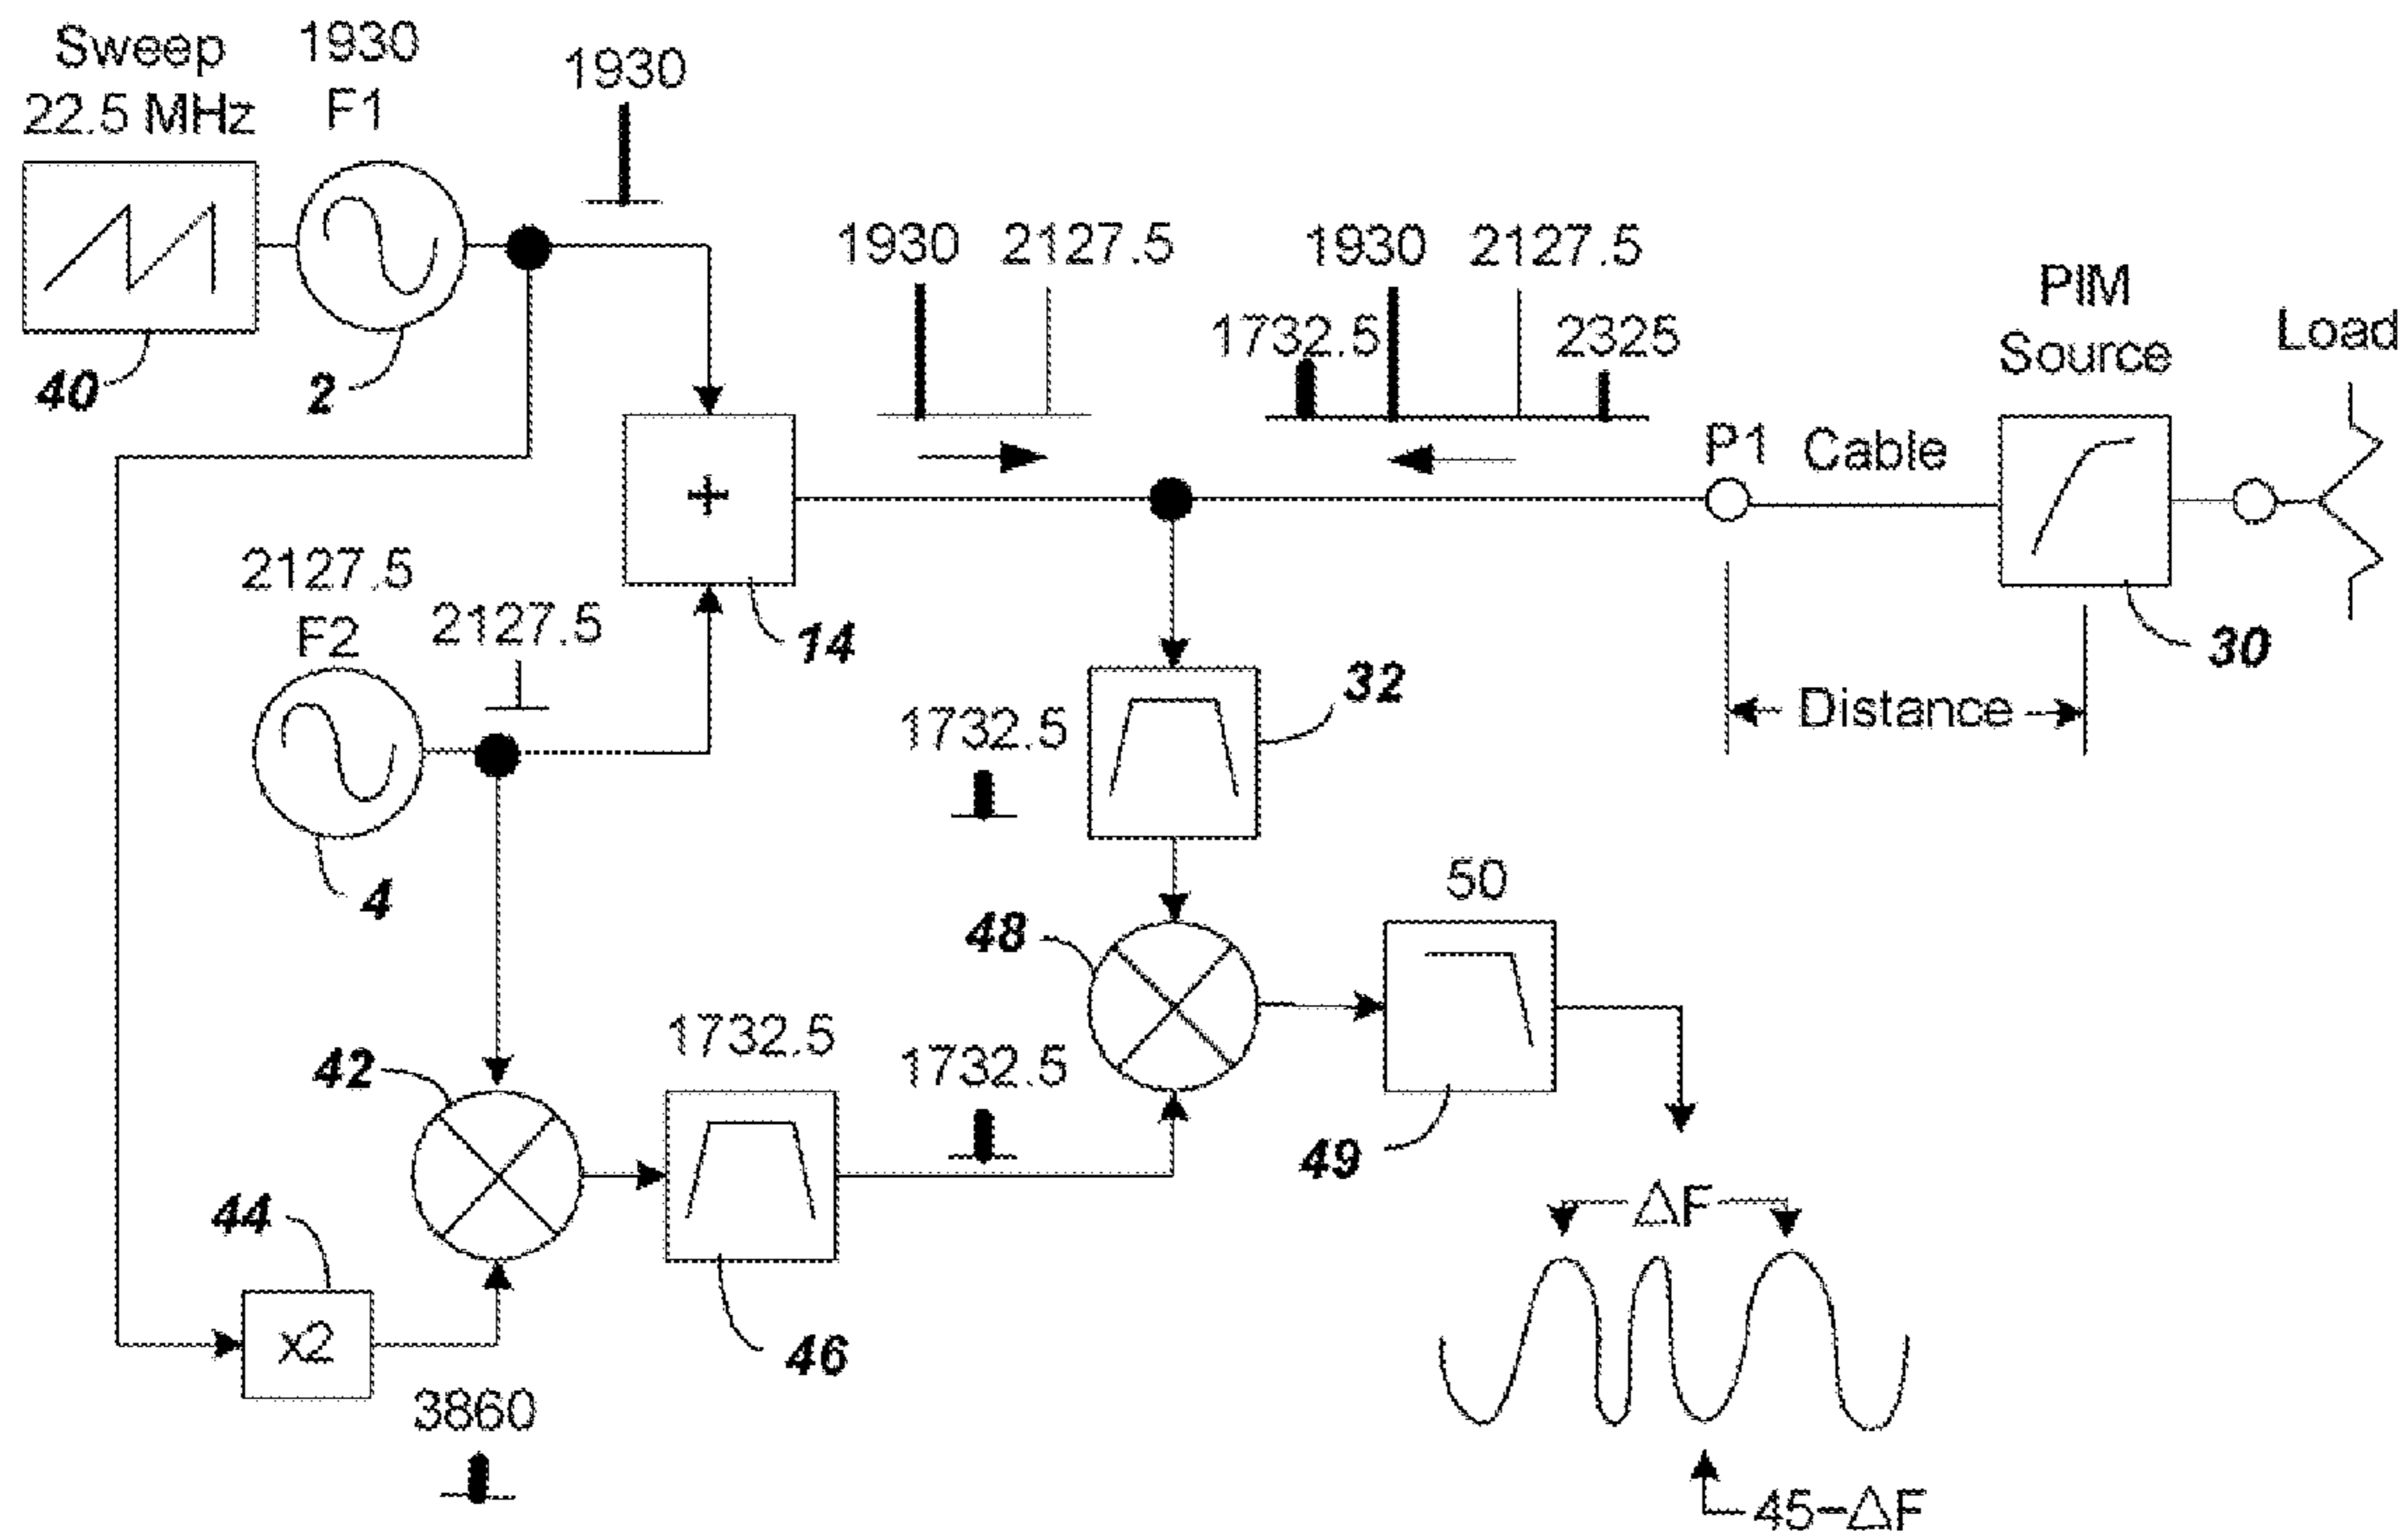 Sweep
22.5 MHz
1930
F1
1930
40
2
1930
2127.5
1930
2127.5
1732.5
2325
PIM
Source
Load
P1
Cable
+
14
30
Distance
2127.5
F2
2127.5
4
32
1732.5
48
50
49
42
1732.5
1732.5
46
44
x2
3860
ΔF
45-ΔF